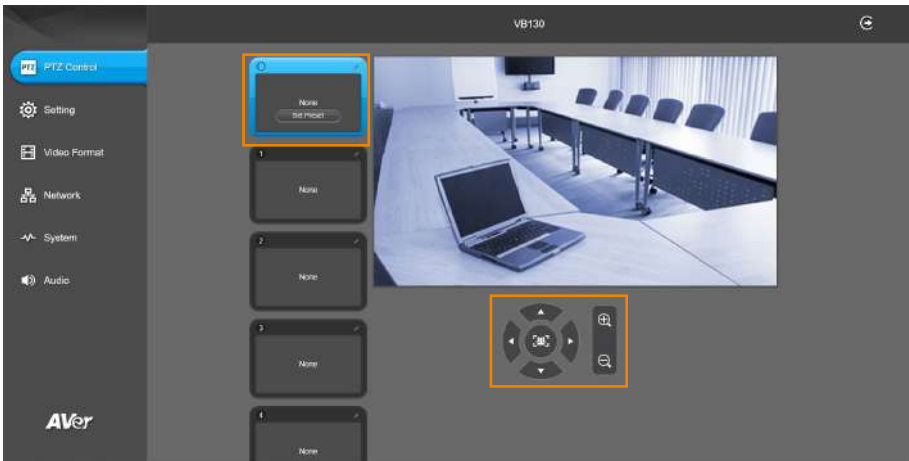 VB130
PTZ PTZ Control
Setting
Video Format
Network
System
Audio
AVer
0
None
Set Preset
1
None
2
None
3
None
4
None